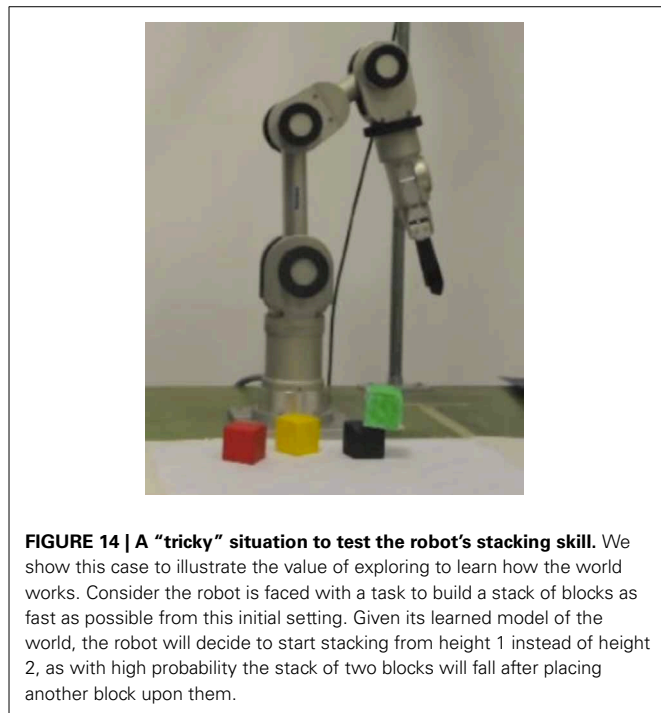 FIGURE 14 | A “tricky” situation to test the robot’s stacking skill. We
show this case to illustrate the value of exploring to learn how the world
works. Consider the robot is faced with a task to build a stack of blocks as
fast as possible from this initial setting. Given its learned model of the
world, the robot will decide to start stacking from height 1 instead of height
2, as with high probability the stack of two blocks will fall after placing
another block upon them.